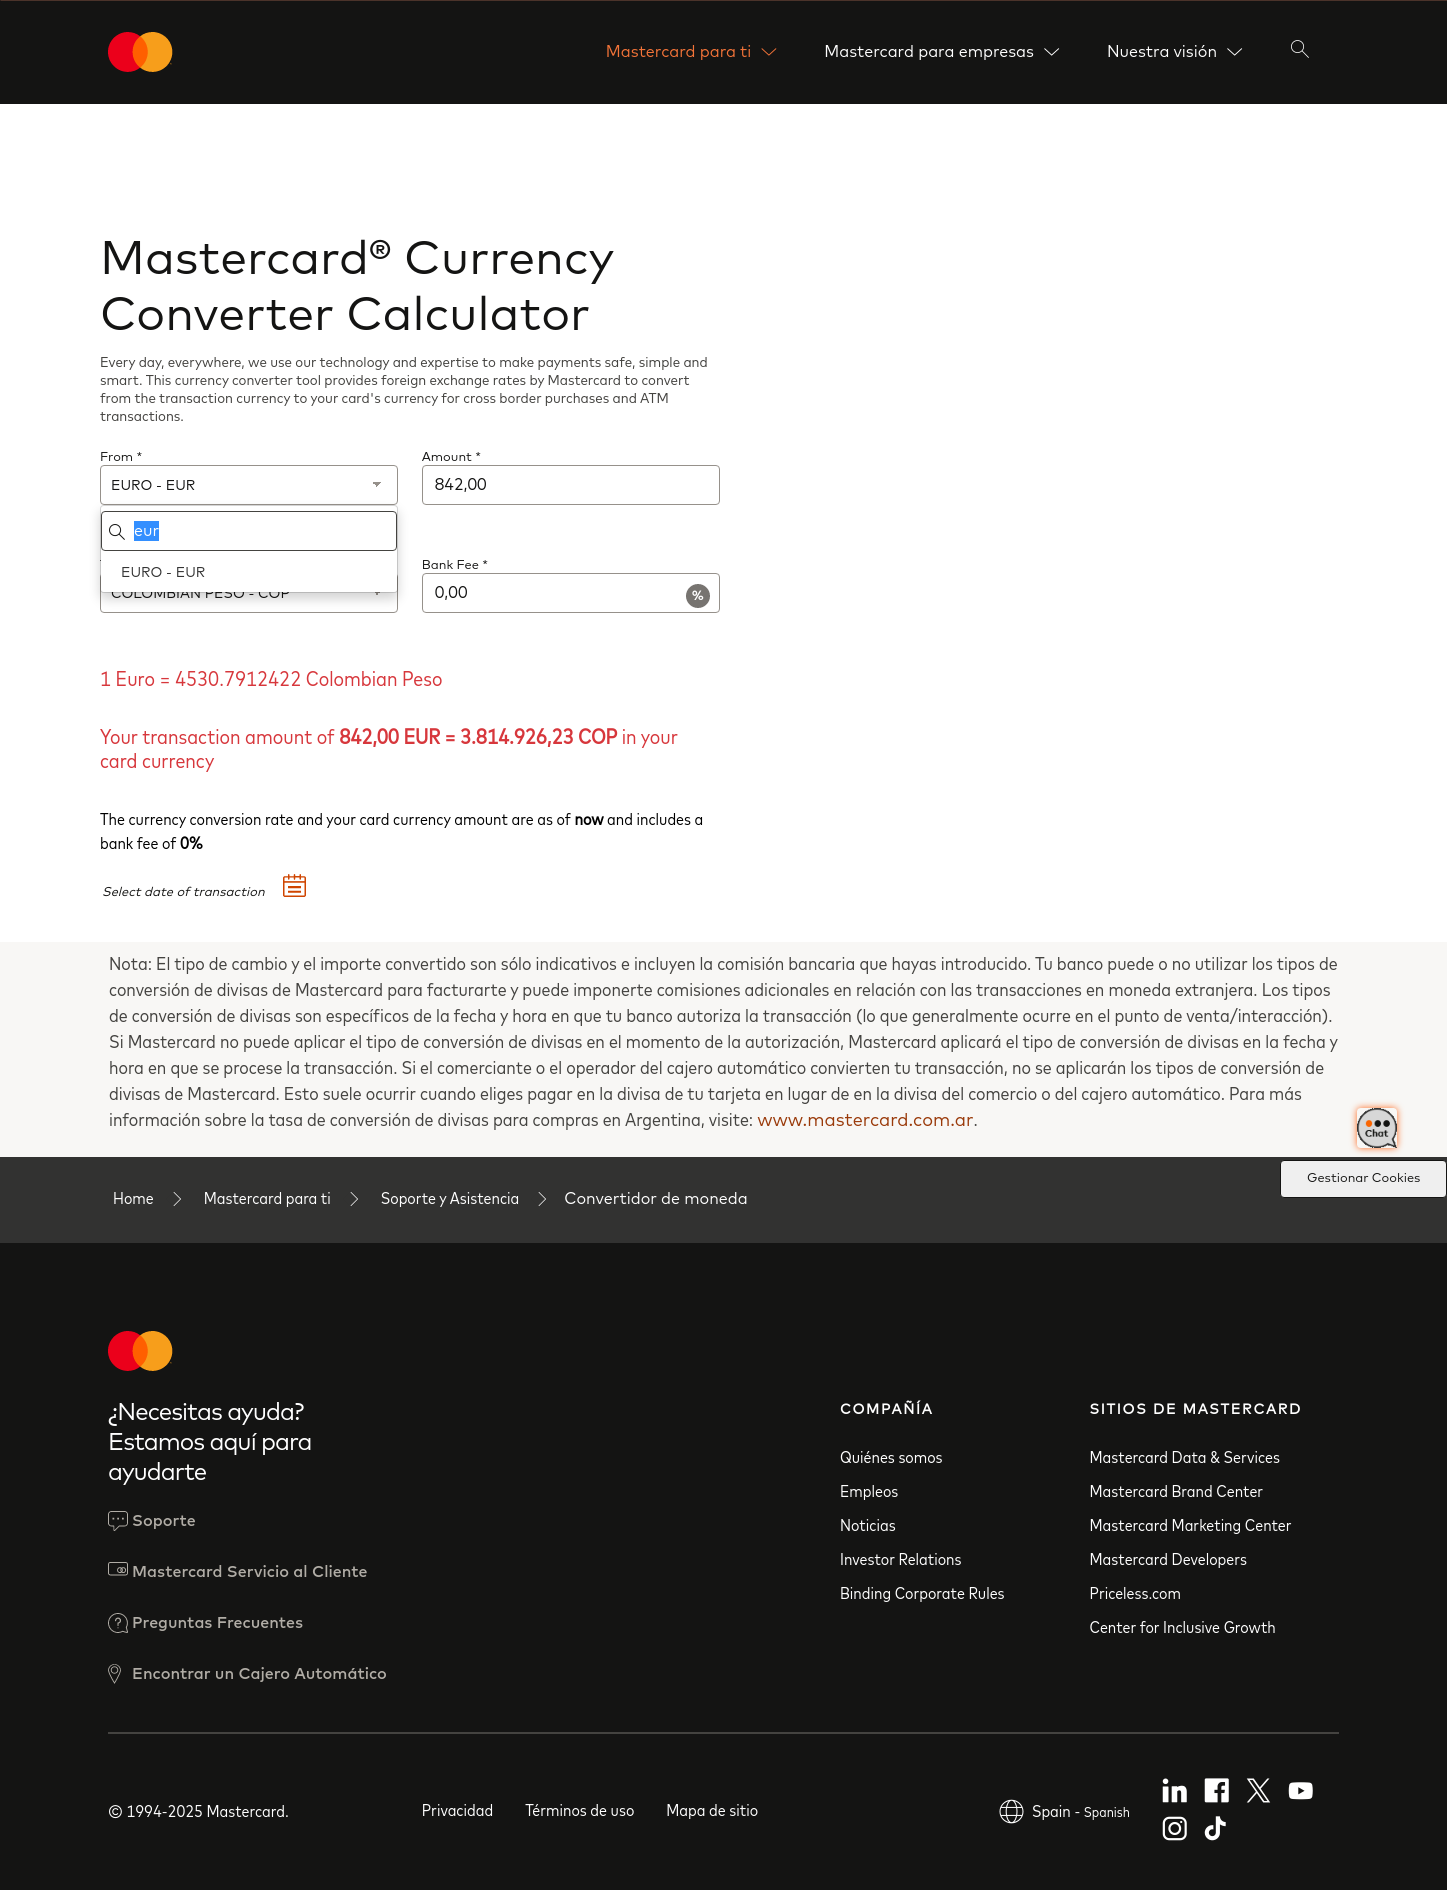 Mastercard para ti
Mastercard para empresas
Nuestra visión
Mastercard® Currency
Converter Calculator
Every day, everywhere, we use our technology and expertise to make payments safe, simple and
smart. This currency converter tool provides foreign exchange rates by Mastercard to convert
from the transaction currency to your card's currency for cross border purchases and ATM
transactions.
From *
Amount *
EURO - EUR
842,00
eur
EURO - EUR
Bank Fee *
COLOMBIAN PESO - COP
0,00
%
1 Euro = 4530.7912422 Colombian Peso
Your transaction amount of 842,00 EUR = 3.814.926,23 COP in your
card currency
The currency conversion rate and your card currency amount are as of now and includes a
bank fee of 0%
Select date of transaction
Nota: El tipo de cambio y el importe convertido son sólo indicativos e incluyen la comisión bancaria que hayas introducido. Tu banco puede o no utilizar los tipos de
conversión de divisas de Mastercard para facturarte y puede imponerte comisiones adicionales en relación con las transacciones en moneda extranjera. Los tipos
de conversión de divisas son específicos de la fecha y hora en que tu banco autoriza la transacción (lo que generalmente ocurre en el punto de venta/interacción).
Si Mastercard no puede aplicar el tipo de conversión de divisas en el momento de la autorización, Mastercard aplicará el tipo de conversión de divisas en la fecha y
hora en que se procese la transacción. Si el comerciante o el operador del cajero automático convierten tu transacción, no se aplicarán los tipos de conversión de
divisas de Mastercard. Esto suele ocurrir cuando eliges pagar en la divisa de tu tarjeta en lugar de en la divisa del comercio o del cajero automático. Para más
información sobre la tasa de conversión de divisas para compras en Argentina, visite: www.mastercard.com.ar.
Chat
Gestionar Cookies
Home
Mastercard para ti
Soporte y Asistencia
Convertidor de moneda
¿Necesitas ayuda?
Estamos aquí para
ayudarte
Soporte
Mastercard Servicio al Cliente
Preguntas Frecuentes
Encontrar un Cajero Automático
COMPAÑÍA
Quiénes somos
Empleos
Noticias
Investor Relations
Binding Corporate Rules
SITIOS DE MASTERCARD
Mastercard Data & Services
Mastercard Brand Center
Mastercard Marketing Center
Mastercard Developers
Priceless.com
Center for Inclusive Growth
© 1994-2025 Mastercard.
Privacidad
Términos de uso
Mapa de sitio
Spain - Spanish